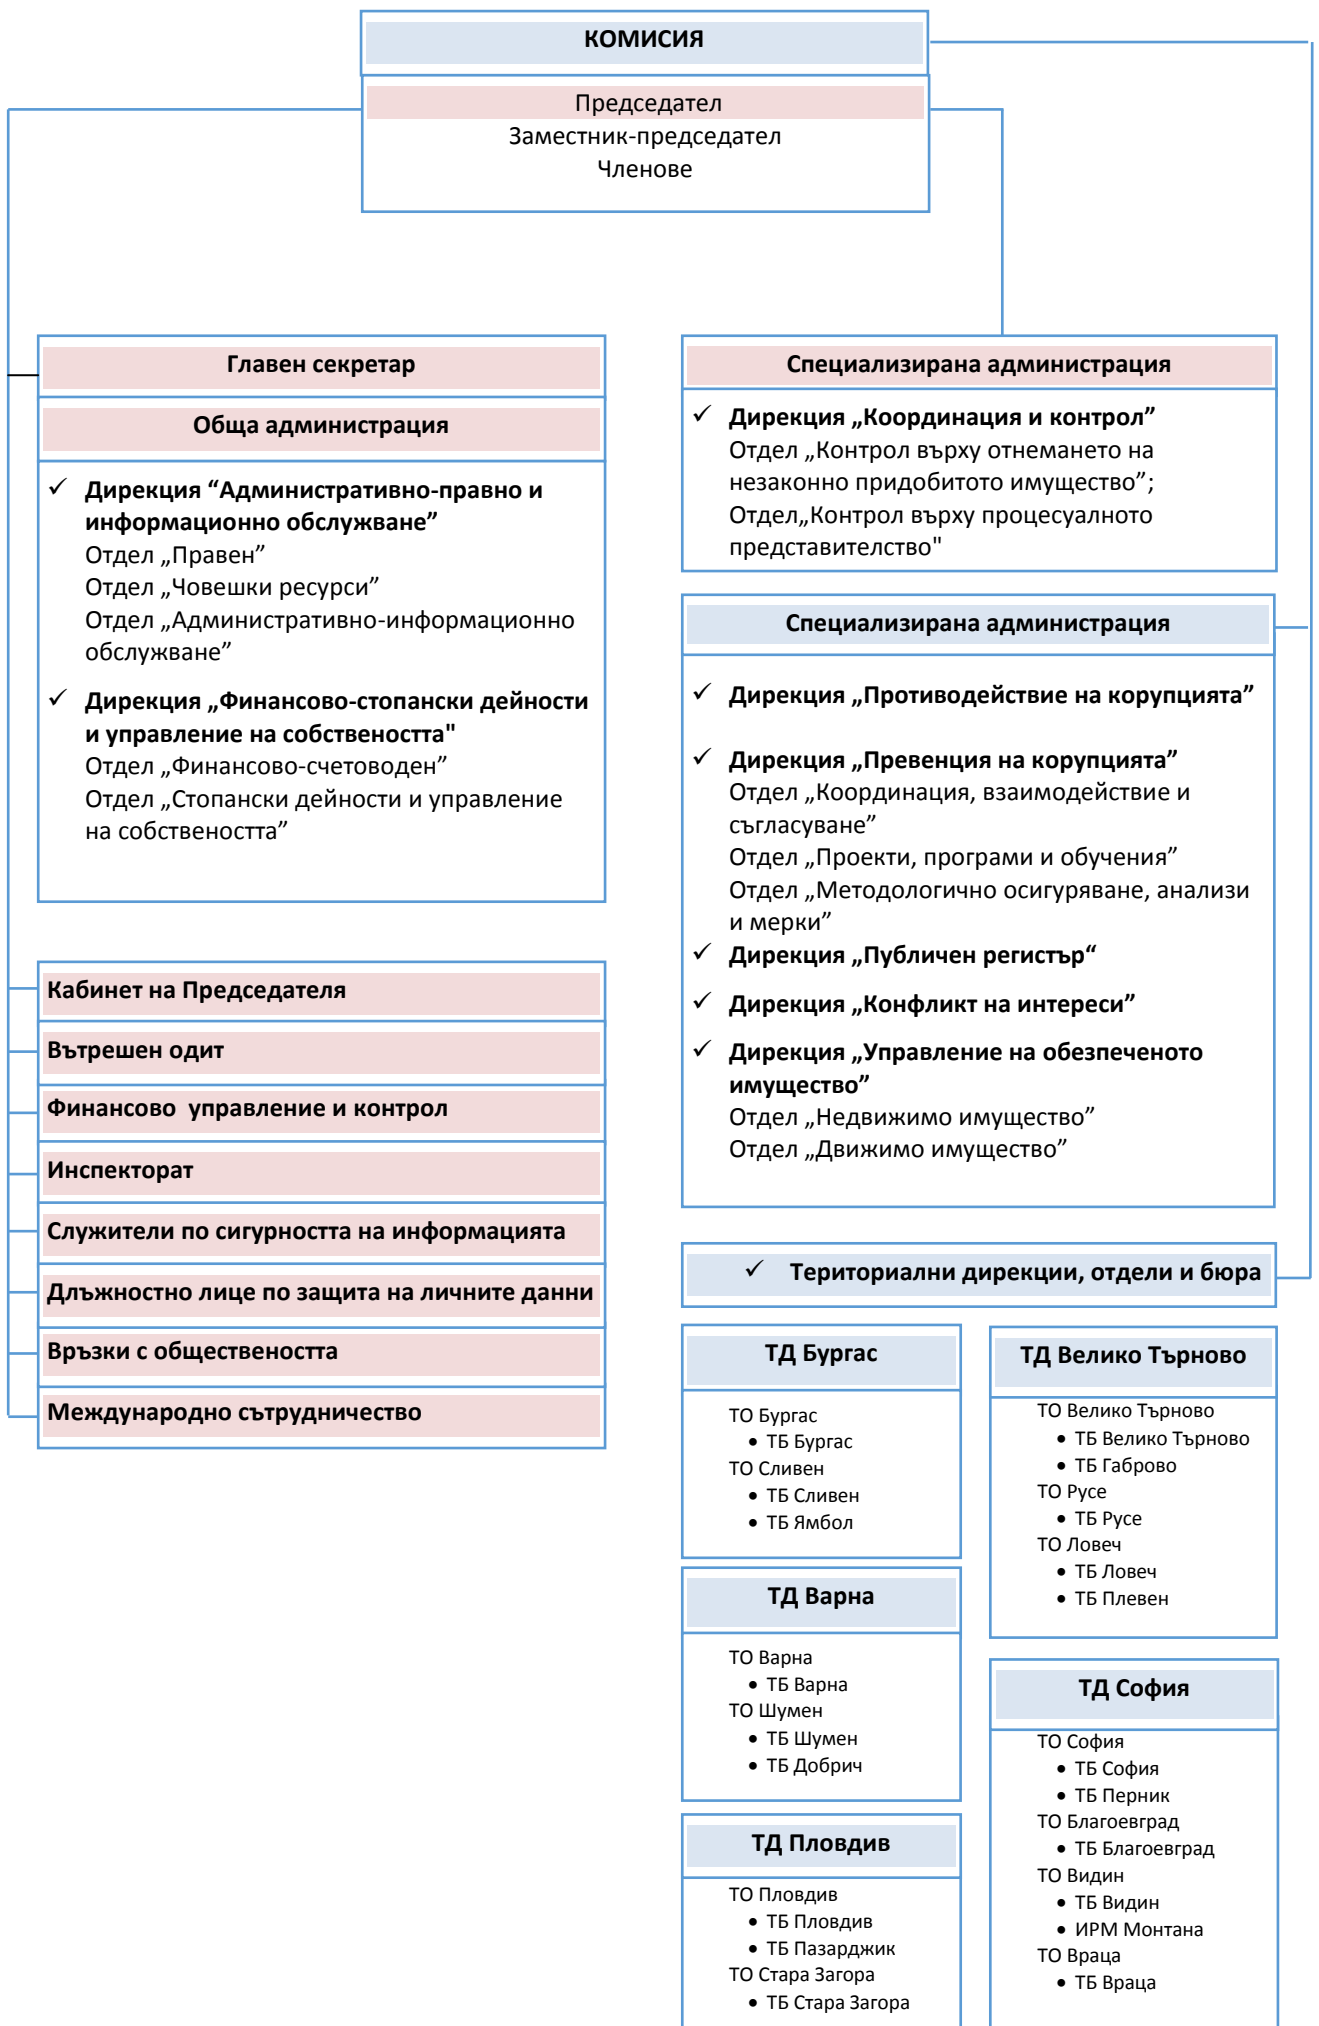 КОМИСИЯ
Председател
Заместник-председател
Членове
Главен секретар
Обща администрация
✓ Дирекция “Административно-правно и
информационно обслужване”
Отдел „Правен”
Отдел „Човешки ресурси”
Отдел „Административно-информационно
обслужване”
✓ Дирекция „Финансово-стопански дейности
и управление на собствеността"
Отдел „Финансово-счетоводен”
Отдел „Стопански дейности и управление
на собствеността”
Кабинет на Председателя
Вътрешен одит
Финансово  управление и контрол
Инспекторат
Служители по сигурността на информацията
Длъжностно лице по защита на личните данни
Връзки с обществеността
Международно сътрудничество
Специализирана администрация
✓ Дирекция „Координация и контрол”
Отдел „Контрол върху отнемането на
незаконно придобитото имущество”;
Отдел„Контрол върху процесуалното
представителство"
Специализирана администрация
✓ Дирекция „Противодействие на корупцията”
✓ Дирекция „Превенция на корупцията”
Отдел „Координация, взаимодействие и
съгласуване”
Отдел „Проекти, програми и обучения”
Отдел „Методологично осигуряване, анализи
и мерки”
✓ Дирекция „Публичен регистър“
✓ Дирекция „Конфликт на интереси”
✓ Дирекция „Управление на обезпеченото
имущество”
Отдел „Недвижимо имущество”
Отдел „Движимо имущество”
✓ Териториални дирекции, отдели и бюра
ТД Бургас
ТО Бургас
• ТБ Бургас
ТО Сливен
• ТБ Сливен
• ТБ Ямбол
ТД Варна
ТО Варна
• ТБ Варна
ТО Шумен
• ТБ Шумен
• ТБ Добрич
ТД Пловдив
ТО Пловдив
• ТБ Пловдив
• ТБ Пазарджик
ТО Стара Загора
• ТБ Стара Загора
ТД Велико Търново
ТО Велико Търново
• ТБ Велико Търново
• ТБ Габрово
ТО Русе
• ТБ Русе
ТО Ловеч
• ТБ Ловеч
• ТБ Плевен
ТД София
ТО София
• ТБ София
• ТБ Перник
ТО Благоевград
• ТБ Благоевград
ТО Видин
• ТБ Видин
• ИРМ Монтана
ТО Враца
• ТБ Враца